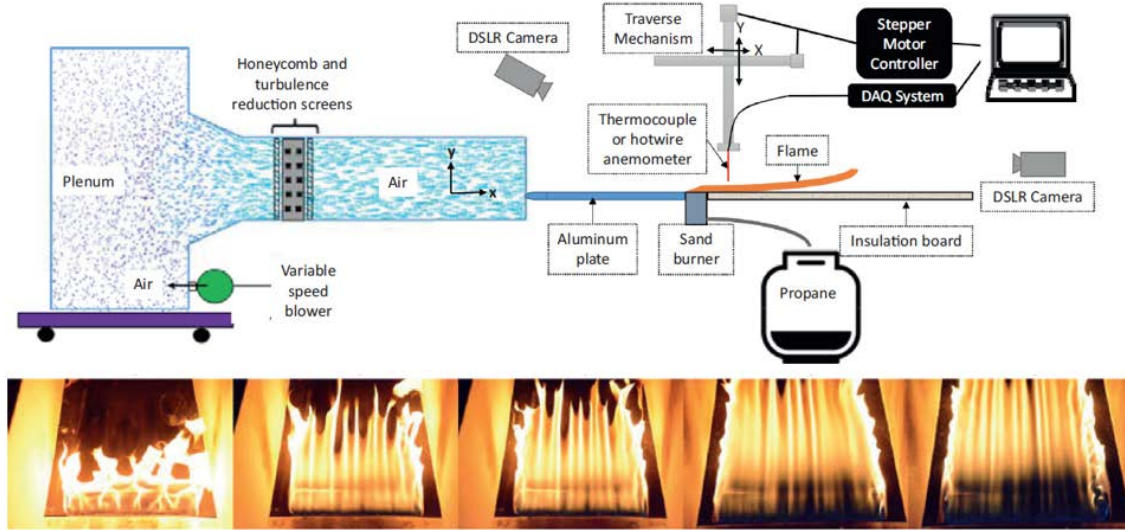 DSLR Camera
Traverse
Mechanism
Y
X
Stepper
Motor
Controller
DAQ System
Honeycomb and
turbulence
reduction screens
Thermocouple
or hotwire
anemometer
Flame
Plenum
Air
y
x
DSLR Camera
Aluminum
plate
Sand
burner
Insulation board
Air
Variable
speed
blower
Propane